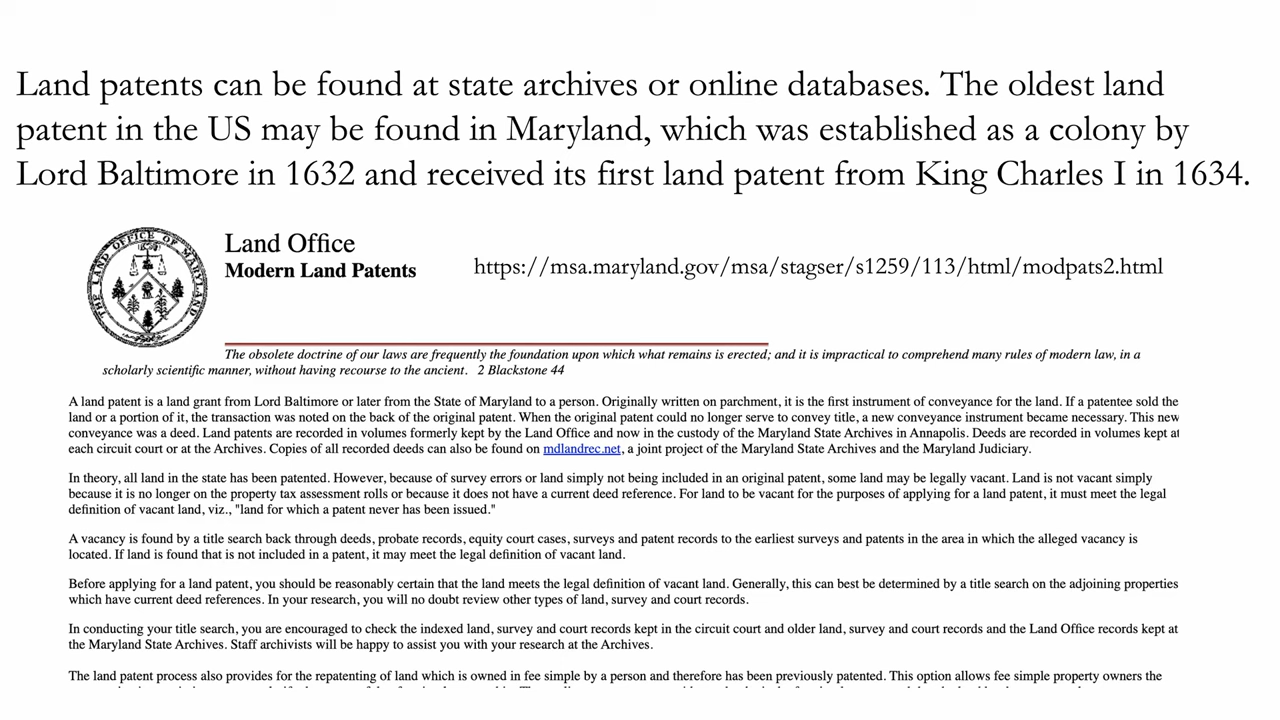 Land patents can be found at state archives or online databases. The oldest land
patent in the US may be found in Maryland, which was established as a colony by
Lord Baltimore in 1632 and received its first land patent from King Charles I in 1634.
THE LAND OFFICE OF MARYLAND
Land Office
Modern Land Patents
https://msa.maryland.gov/msa/stagser/s1259/113/html/modpats2.html
The obsolete doctrine of our laws are frequently the foundation upon which what remains is erected; and it is impractical to comprehend many rules of modern law, in a
scholarly scientific manner, without having recourse to the ancient. 2 Blackstone 44
A land patent is a land grant from Lord Baltimore or later from the State of Maryland to a person. Originally written on parchment, it is the first instrument of conveyance for the land. If a patentee sold the
land or a portion of it, the transaction was noted on the back of the original patent. When the original patent could no longer serve to convey title, a new conveyance instrument became necessary. This new
conveyance was a deed. Land patents are recorded in volumes formerly kept by the Land Office and now in the custody of the Maryland State Archives in Annapolis. Deeds are recorded in volumes kept at
each circuit court or at the Archives. Copies of all recorded deeds can also be found on mdlandrec.net, a joint project of the Maryland State Archives and the Maryland Judiciary.
In theory, all land in the state has been patented. However, because of survey errors or land simply not being included in an original patent, some land may be legally vacant. Land is not vacant simply
because it is no longer on the property tax assessment rolls or because it does not have a current deed reference. For land to be vacant for the purposes of applying for a land patent, it must meet the legal
definition of vacant land, viz., "land for which a patent never has been issued."
A vacancy is found by a title search back through deeds, probate records, equity court cases, surveys and patent records to the earliest surveys and patents in the area in which the alleged vacancy is
located. If land is found that is not included in a patent, it may meet the legal definition of vacant land.
Before applying for a land patent, you should be reasonably certain that the land meets the legal definition of vacant land. Generally, this can best be determined by a title search on the adjoining properties
which have current deed references. In your research, you will no doubt review other types of land, survey and court records.
In conducting your title search, you are encouraged to check the indexed land, survey and court records kept in the circuit court and older land, survey and court records and the Land Office records kept at
the Maryland State Archives. Staff archivists will be happy to assist you with your research at the Archives.
The land patent process also provides for the repatenting of land which is owned in fee simple by a person and therefore has been previously patented. This option allows fee simple property owners the